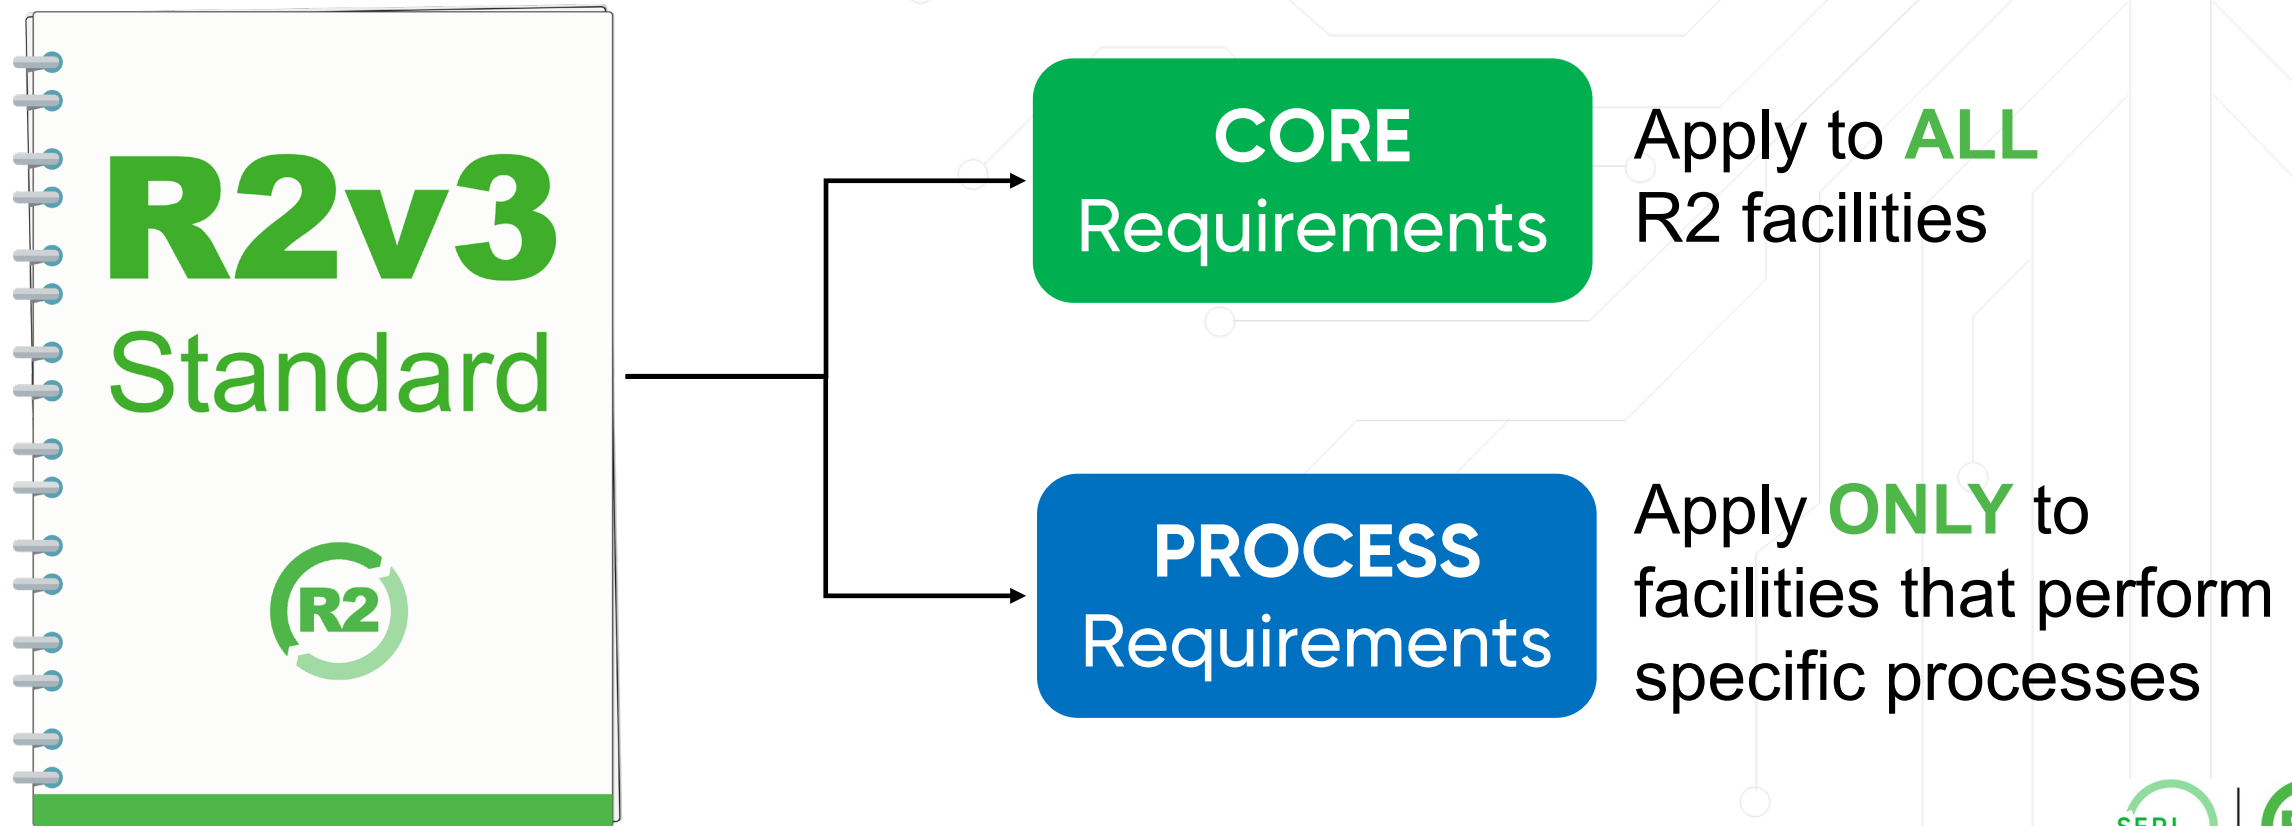 R2v3
Standard
R2
CORE
Requirements
Apply to ALL
R2 facilities
PROCESS
Requirements
Apply ONLY to
facilities that perform
specific processes
SERI